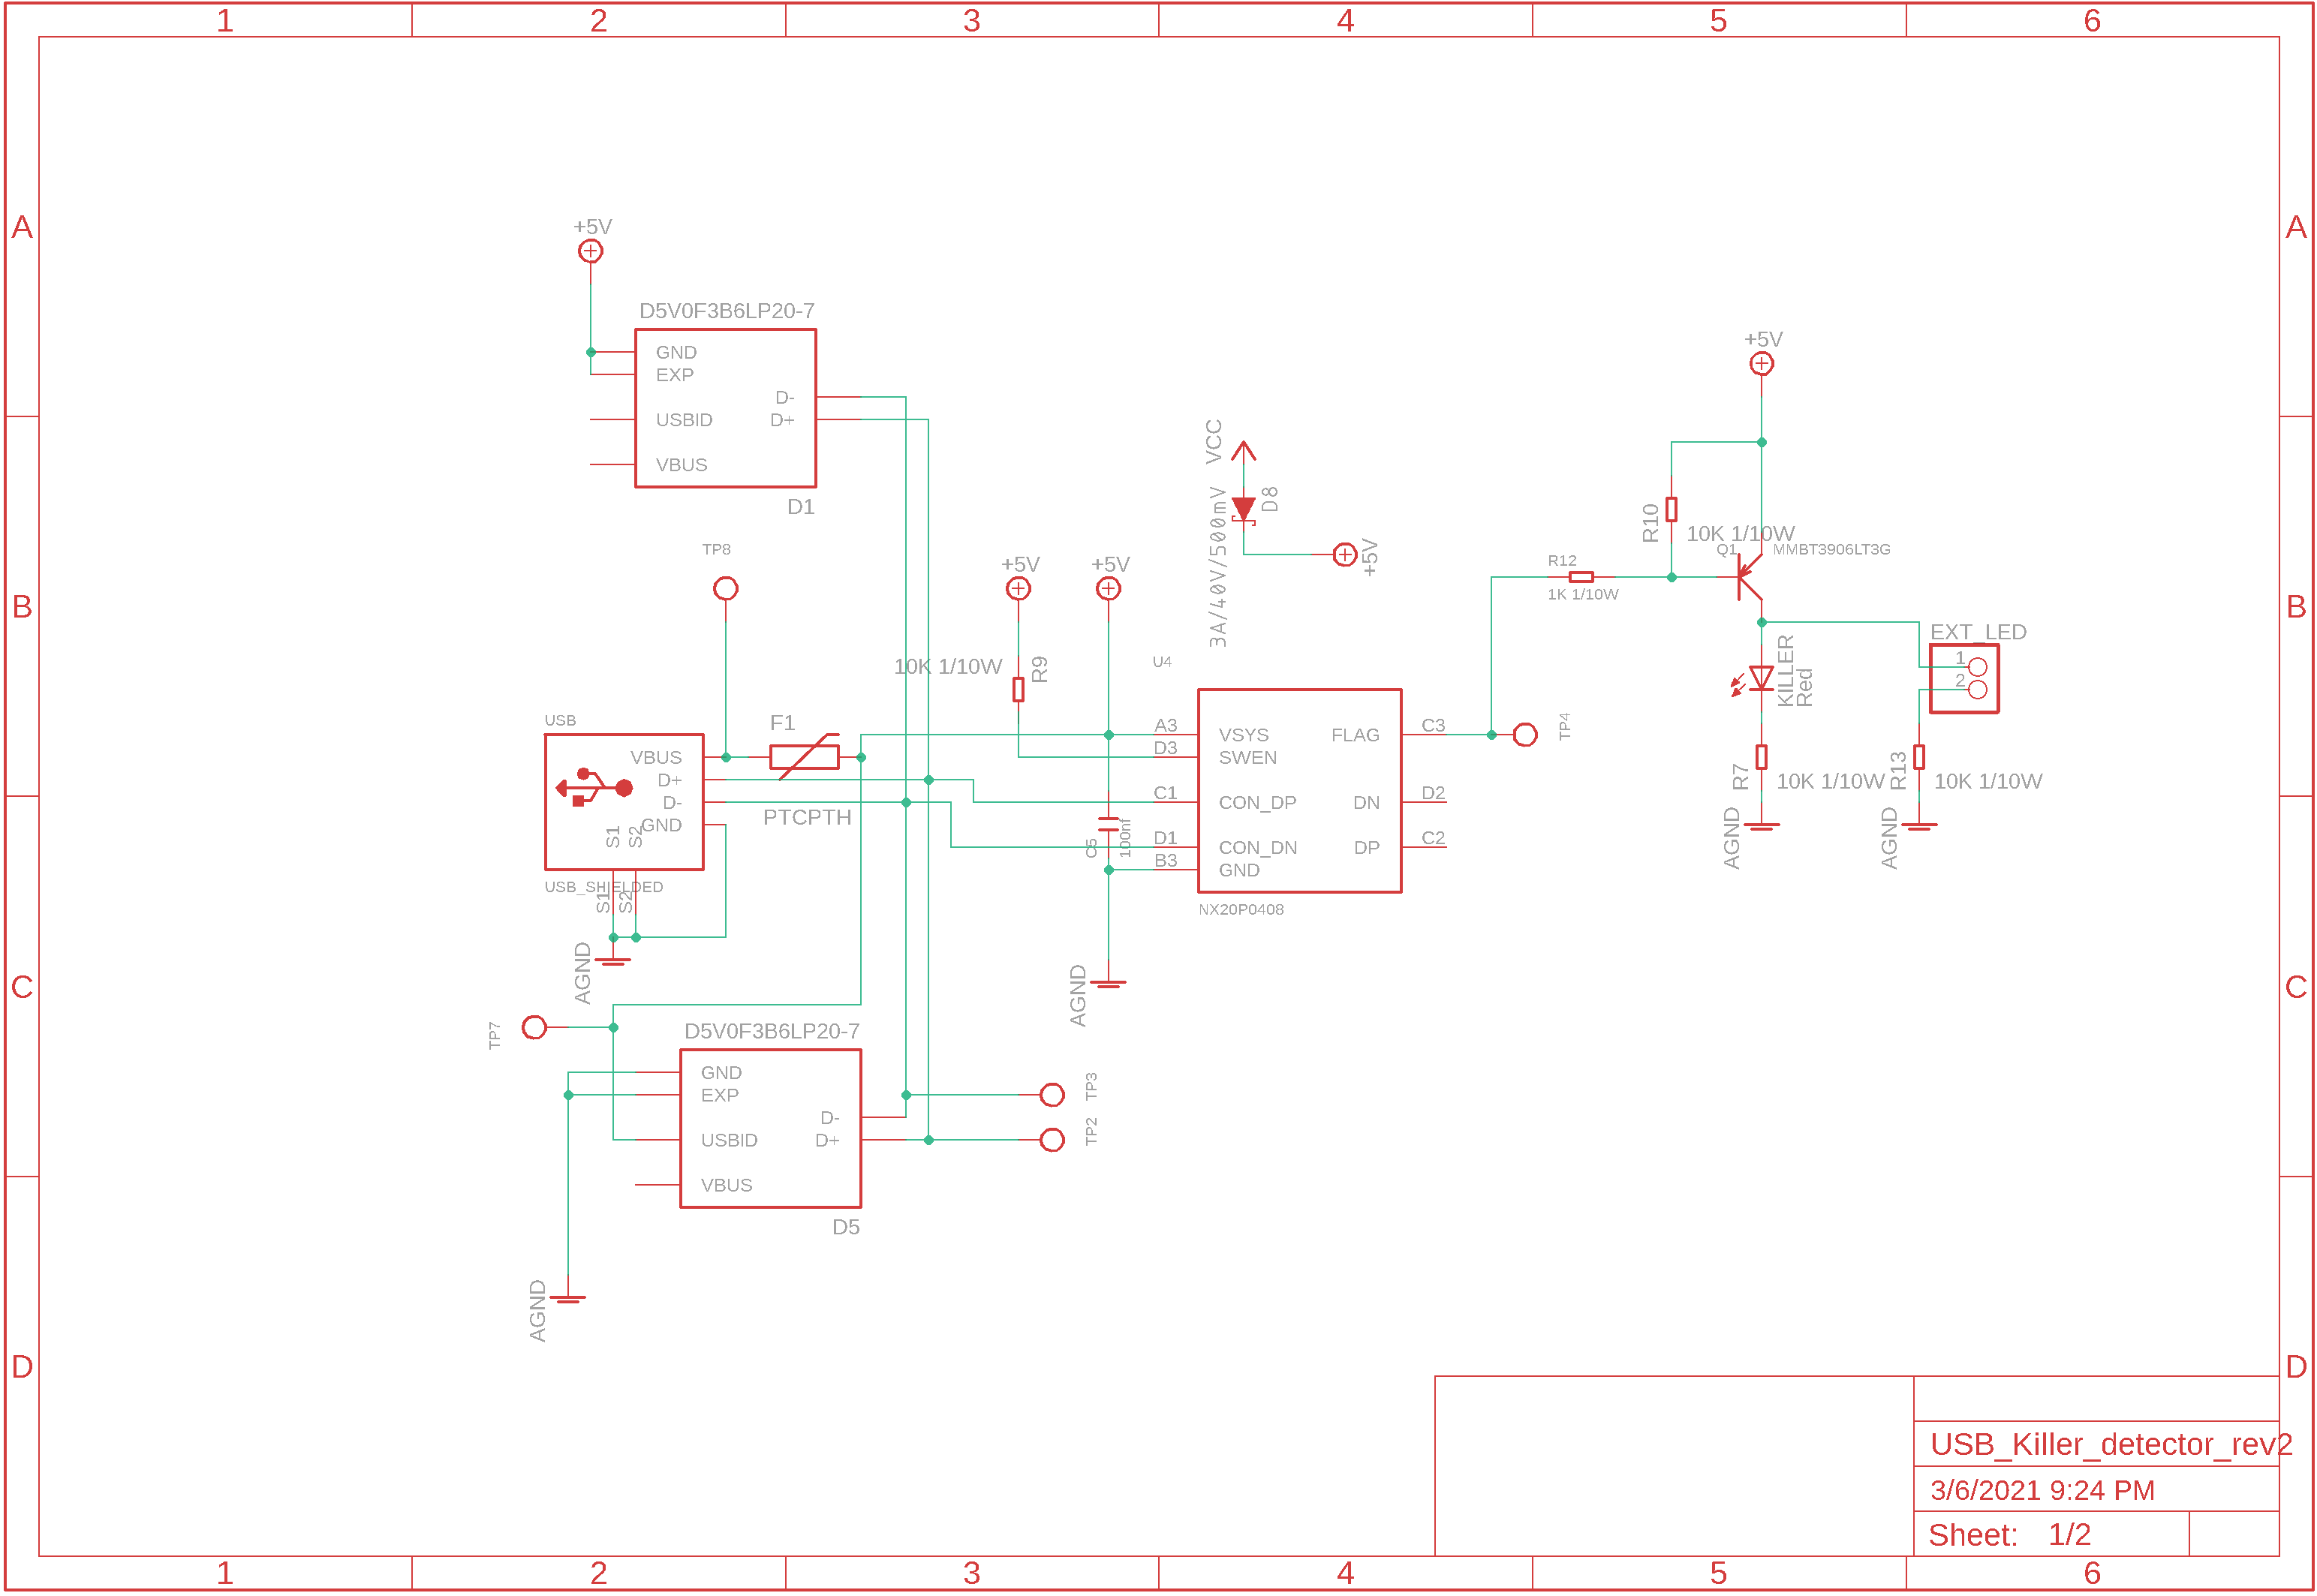 1 2 3 4 5 6
A A
+5V
D5V0F3B6LP20-7
GND
EXP
D-
USBID D+
VBUS
D1
+5V
VCC
3A/40V/500mV
D8
+5V
R10
10K 1/10W
Q1 MMBT3906LT3G
R12
1K 1/10W
TP8
+5V +5V
B B
10K 1/10W R9
U4
EXT_LED
1
2
KILLER
Red
USB F1
VBUS
D+
D-
GND
S1 S2
PTCPTH
USB_SHIELDED
S1 S2
AGND
A3 VSYS FLAG C3
D3 SWEN
C1 CON_DP DN D2
D1 CON_DN DP C2
B3 GND
C5 100nf
NX20P0408
TP4
R7 10K 1/10W
R13 10K 1/10W
AGND AGND
AGND
C C
TP7
D5V0F3B6LP20-7
GND
EXP
D-
USBID D+
VBUS
D5
TP3
TP2
AGND
D D
USB_Killer_detector_rev2
3/6/2021 9:24 PM
Sheet: 1/2
1 2 3 4 5 6